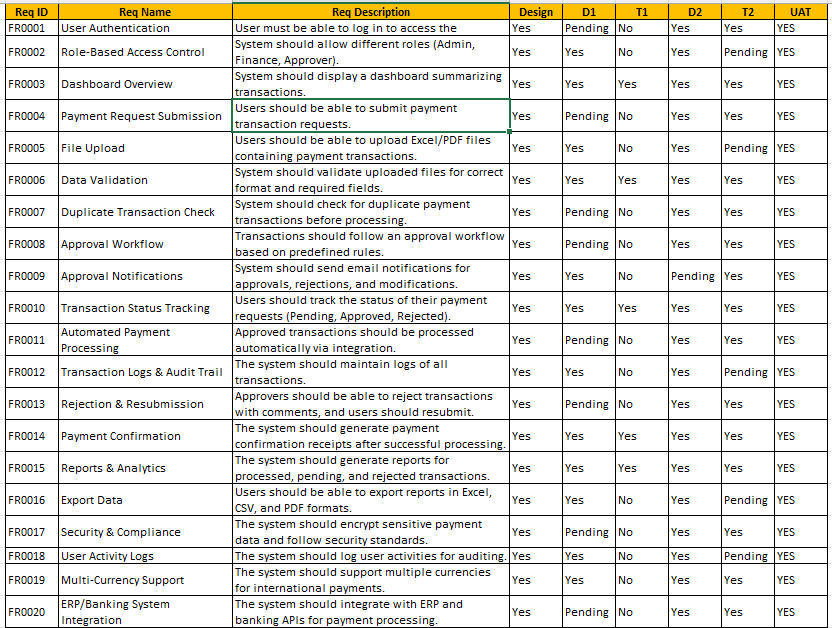 Req ID Req Name Req Description Design D1 T1 D2 T2 UAT
FR0001 User Authentication User must be able to log in to access the Yes Pending No Yes Yes YES
FR0002 Role-Based Access Control System should allow different roles (Admin,
Finance, Approver). Yes Yes No Yes Pending YES
FR0003 Dashboard Overview System should display a dashboard summarizing
transactions. Yes Yes Yes Yes Yes YES
FR0004 Payment Request Submission Users should be able to submit payment
transaction requests. Yes Pending No Yes Yes YES
FR0005 File Upload Users should be able to upload Excel/PDF files
containing payment transactions. Yes Yes No Yes Pending YES
FR0006 Data Validation System should validate uploaded files for correct
format and required fields. Yes Yes Yes Yes Yes YES
FR0007 Duplicate Transaction Check System should check for duplicate payment
transactions before processing. Yes Pending No Yes Yes YES
FR0008 Approval Workflow Transactions should follow an approval workflow
based on predefined rules. Yes Pending No Yes Yes YES
FR0009 Approval Notifications System should send email notifications for
approvals, rejections, and modifications. Yes Yes No Pending Yes YES
FR0010 Transaction Status Tracking Users should track the status of their payment
requests (Pending, Approved, Rejected). Yes Yes Yes Yes Yes YES
FR0011 Automated Payment
Processing Approved transactions should be processed
automatically via integration. Yes Pending No Yes Yes YES
FR0012 Transaction Logs & Audit Trail The system should maintain logs of all
transactions. Yes Yes No Yes Pending YES
FR0013 Rejection & Resubmission Approvers should be able to reject transactions
with comments, and users should resubmit. Yes Pending No Yes Yes YES
FR0014 Payment Confirmation The system should generate payment
confirmation receipts after successful processing. Yes Yes Yes Yes Yes YES
FR0015 Reports & Analytics The system should generate reports for
processed, pending, and rejected transactions. Yes Yes Yes Yes Yes YES
FR0016 Export Data Users should be able to export reports in Excel,
CSV, and PDF formats. Yes Yes No Yes Pending YES
FR0017 Security & Compliance The system should encrypt sensitive payment
data and follow security standards. Yes Pending No Yes Yes YES
FR0018 User Activity Logs The system should log user activities for auditing. Yes Yes No Yes Pending YES
FR0019 Multi-Currency Support The system should support multiple currencies
for international payments. Yes Yes No Yes Yes YES
FR0020 ERP/Banking System
Integration The system should integrate with ERP and
banking APIs for payment processing. Yes Pending No Yes Yes YES